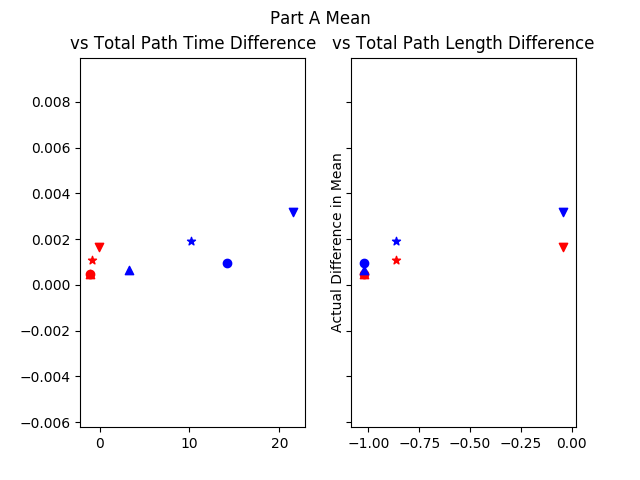 Part A Mean
vs Total Path Time Difference
vs Total Path Length Difference
0.008
0.006
0.004
0.002
0.000
−0.002
−0.004
−0.006
Actual Difference in Mean
0 10 20
−1.00 −0.75 −0.50 −0.25 0.00